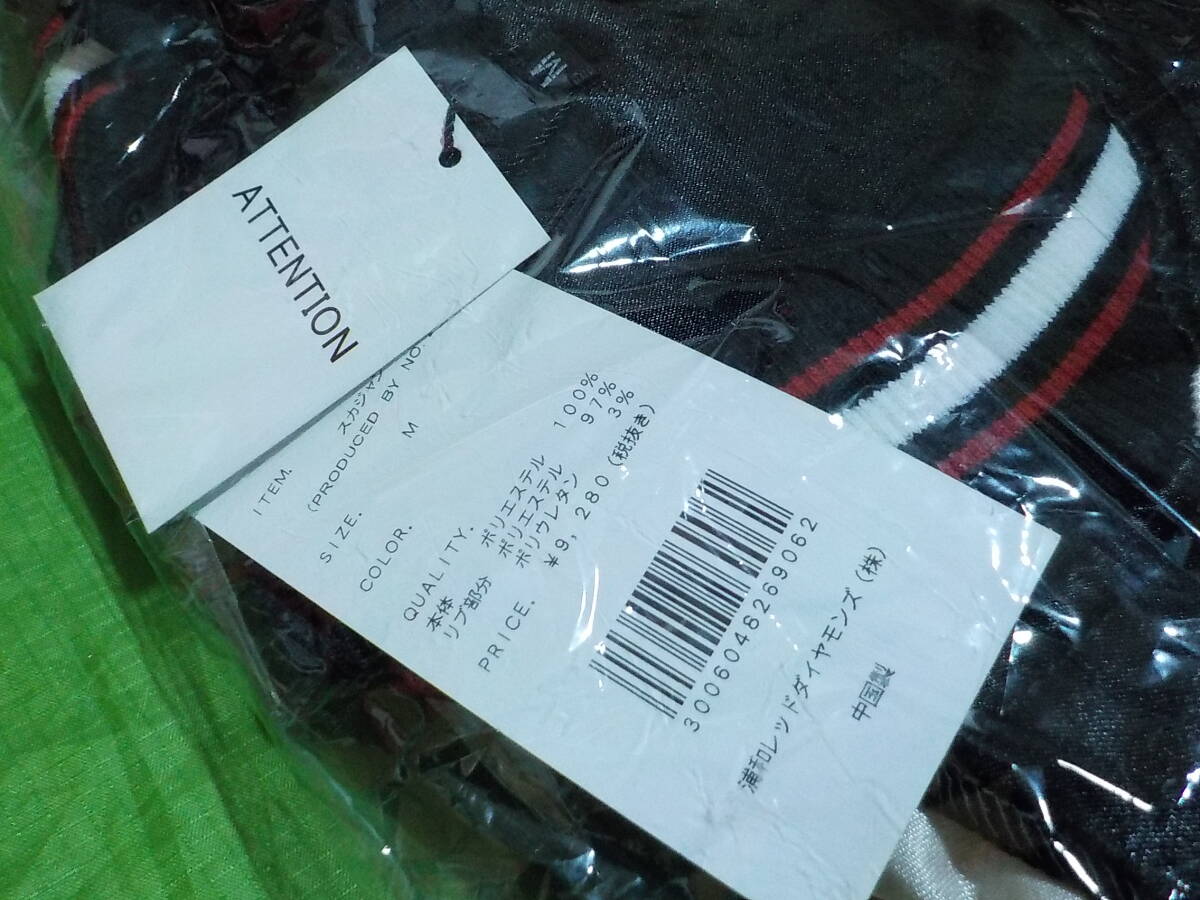 M
ATTENTION
ITEM.
スカジャン
(PRODUCED BY NO.
SIZE.
M
COLOR.
QUALITY.
本体 ポリエステル 100%
リブ部分 ポリエステル 97%
ポリウレタン 3%
PRICE. ¥9,280(税抜き)
3006048269062
浦和レッドダイヤモンズ(株)
中国製